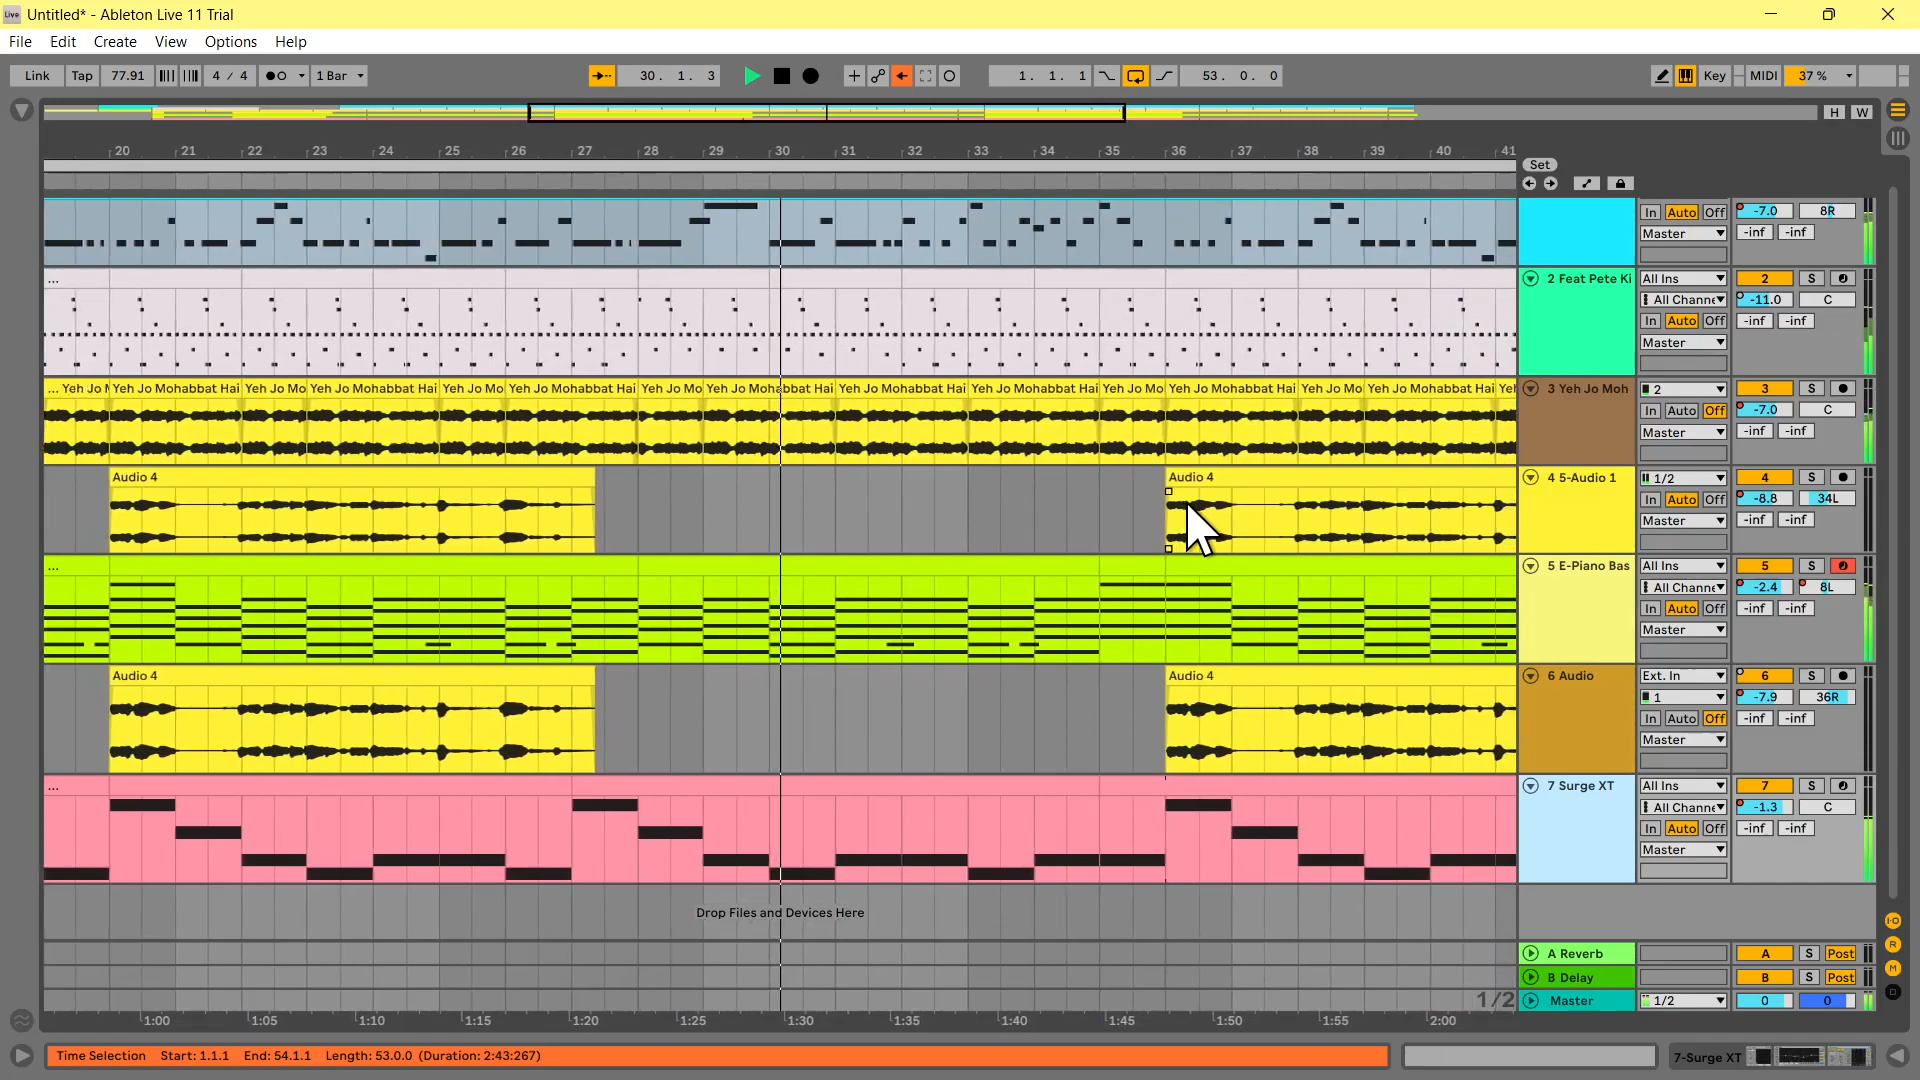 Live Untitled* - Ableton Live 11 Trial
File Edit Create View Options Help
Link Tap 77.91 4 / 4 1 Bar 30. 1. 3 1. 1. 1 53. 0. 0 Key MIDI 37 %
H W
20 21 22 23 24 25 26 27 28 29 30 31 32 33 34 35 36 37 38 39 40 41
Set
In Auto Off -7.0 8R
Master -inf -inf
... 2 Feat Pete Ki All Ins 2 S
All Channe -11.0 C
In Auto Off -inf -inf
Master
... Yeh Jo M Yeh Jo Mohabbat Hai Yeh Jo Mo Yeh Jo Mohabbat Hai Yeh Jo Mo Yeh Jo Mohabbat Hai Yeh Jo Mo Yeh Jo Mohabbat Hai Yeh Jo Mohabbat Hai Yeh Jo Mohabbat Hai Yeh Jo Mo Yeh Jo Mohabbat Hai Yeh Jo Mo Yeh Jo Mohabbat Hai Yeh 3 Yeh Jo Moh 2 3 S
In Auto Off -7.0 C
Master -inf -inf
Audio 4 Audio 4 4 5-Audio 1 1/2 4 S
In Auto Off -8.8 34L
Master -inf -inf
... 5 E-Piano Bas All Ins 5 S
All Channe -2.4 8L
In Auto Off -inf -inf
Master
Audio 4 Audio 4 6 Audio Ext. In 6 S
1 -7.9 36R
In Auto Off -inf -inf
Master
... 7 Surge XT All Ins 7 S
All Channe -1.3 C
In Auto Off -inf -inf
Master
Drop Files and Devices Here
A Reverb A S Post
B Delay B S Post
1/2 Master 1/2 0 0
I·O
R
M
D
1:00 1:05 1:10 1:15 1:20 1:25 1:30 1:35 1:40 1:45 1:50 1:55 2:00
Time Selection Start: 1.1.1 End: 54.1.1 Length: 53.0.0 (Duration: 2:43:267) 7-Surge XT